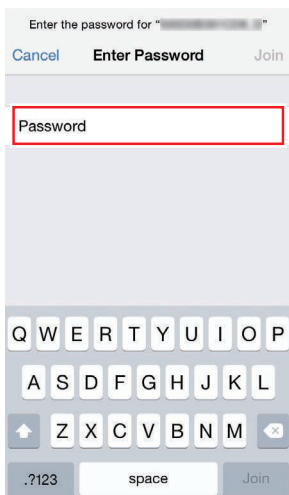 Enter the password for “ ”
Cancel Enter Password Join
Password
Q W E R T Y U I O P
A S D F G H J K L
Z X C V B N M
.?123 space Join